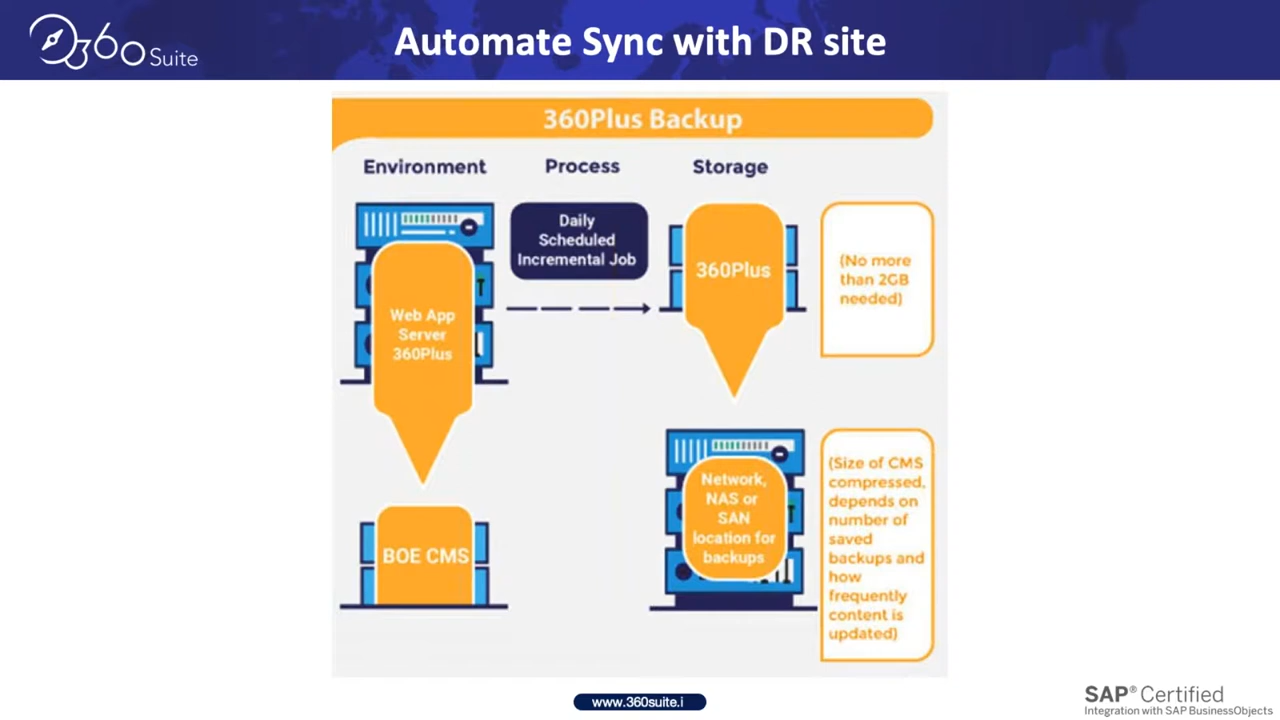 360Suite
Automate Sync with DR site
360Plus Backup
Environment
Process
Storage
Web App
Server
360Plus
Daily
Scheduled
Incremental Job
360Plus
(No more
than 2GB
needed)
BOE CMS
Network,
NAS or
SAN
location for
backups
(Size of CMS
compressed,
depends on
number of
saved
backups and
how
frequently
content is
updated)
www.360suite.i
SAP® Certified
Integration with SAP BusinessObjects